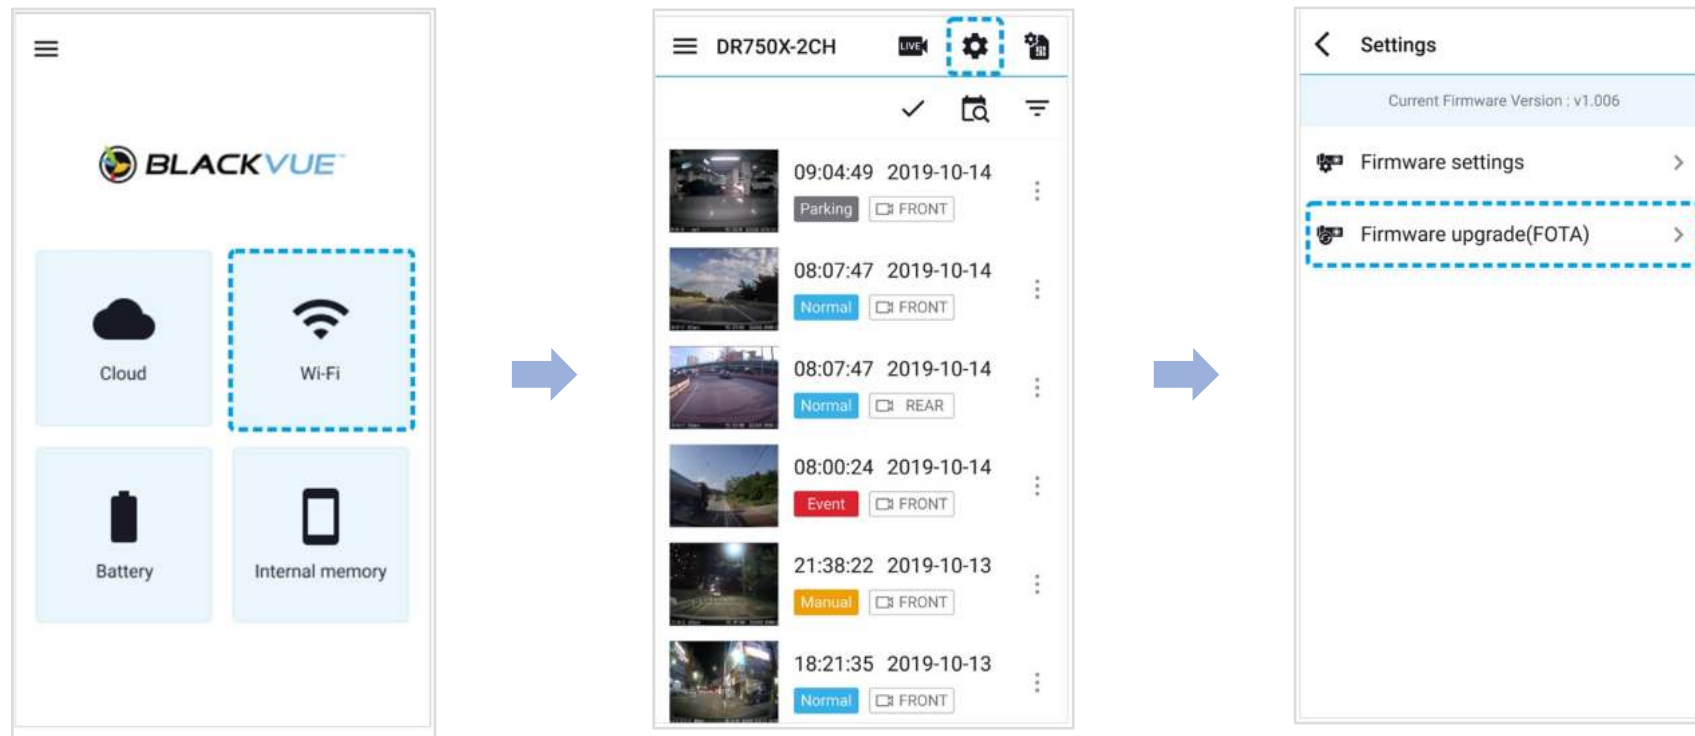 BLACKVUE
Cloud
Wi-Fi
Battery
Internal memory
DR750X-2CH
LIVE
09:04:49 2019-10-14
Parking FRONT
08:07:47 2019-10-14
Normal FRONT
08:07:47 2019-10-14
Normal REAR
08:00:24 2019-10-14
Event FRONT
21:38:22 2019-10-13
Manual FRONT
18:21:35 2019-10-13
Normal FRONT
Settings
Current Firmware Version : v1.006
Firmware settings
Firmware upgrade(FOTA)